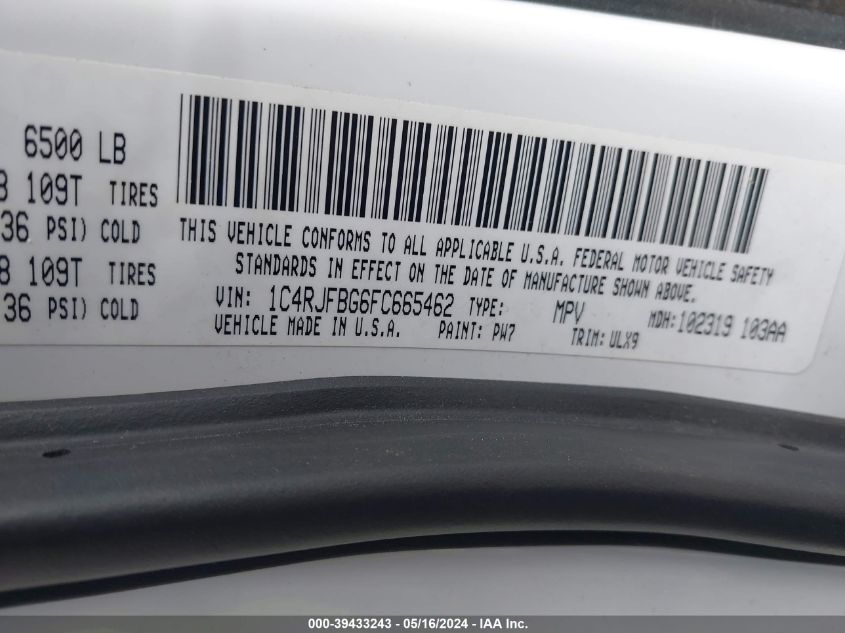 6500 LB
109T TIRES
36 PSI) COLD
109T TIRES
36 PSI) COLD
THIS VEHICLE CONFORMS TO ALL APPLICABLE U.S.A. FEDERAL MOTOR VEHICLE SAFETY
STANDARDS IN EFFECT ON THE DATE OF MANUFACTURE SHOWN ABOVE.
VIN: 1C4RJFBG6FC665462 TYPE: MPV MDH: 102319 103AA
VEHICLE MADE IN U.S.A. PAINT: PW7 TRIM: ULX9
000-39433243 - 05/16/2024 - IAA Inc.